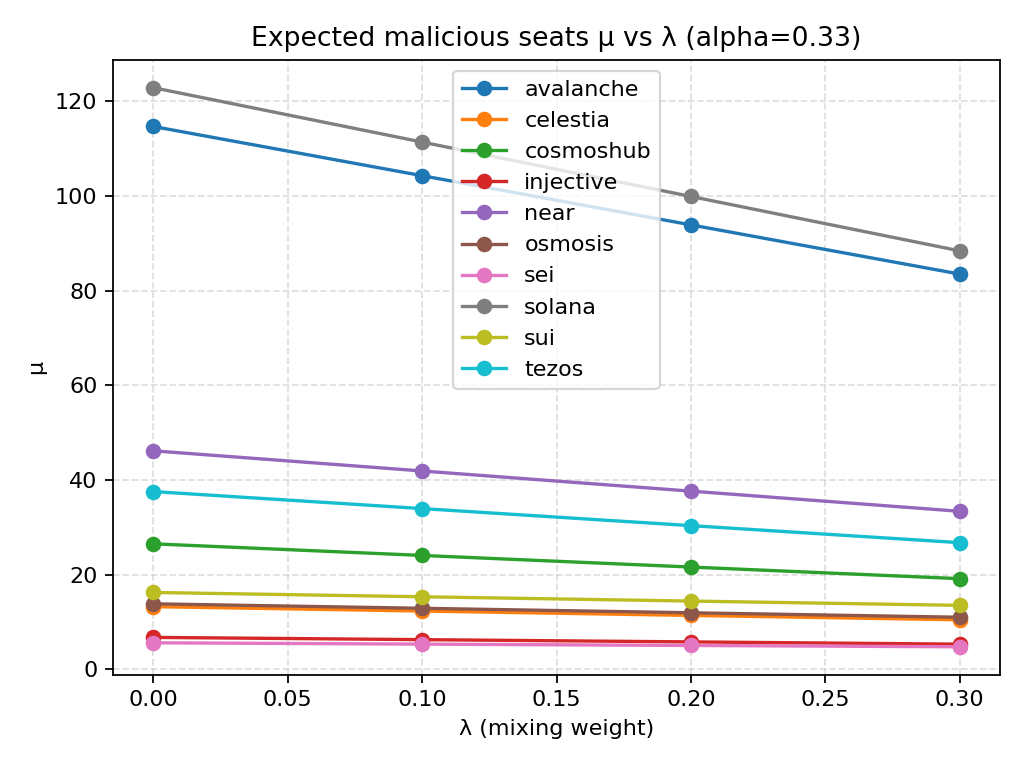 Expected malicious seats μ vs λ (alpha=0.33)
120
100
80
60
40
20
0
μ
avalanche
celestia
cosmoshub
injective
near
osmosis
sei
solana
sui
tezos
0.00 0.05 0.10 0.15 0.20 0.25 0.30
λ (mixing weight)